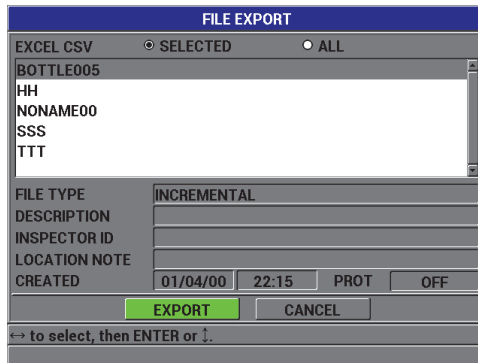 FILE EXPORT
EXCEL CSV SELECTED ALL
BOTTLE005
HH
NONAME00
SSS
TTT
FILE TYPE INCREMENTAL
DESCRIPTION
INSPECTOR ID
LOCATION NOTE
CREATED 01/04/00 22:15 PROT OFF
EXPORT CANCEL
↔ to select, then ENTER or ↕.